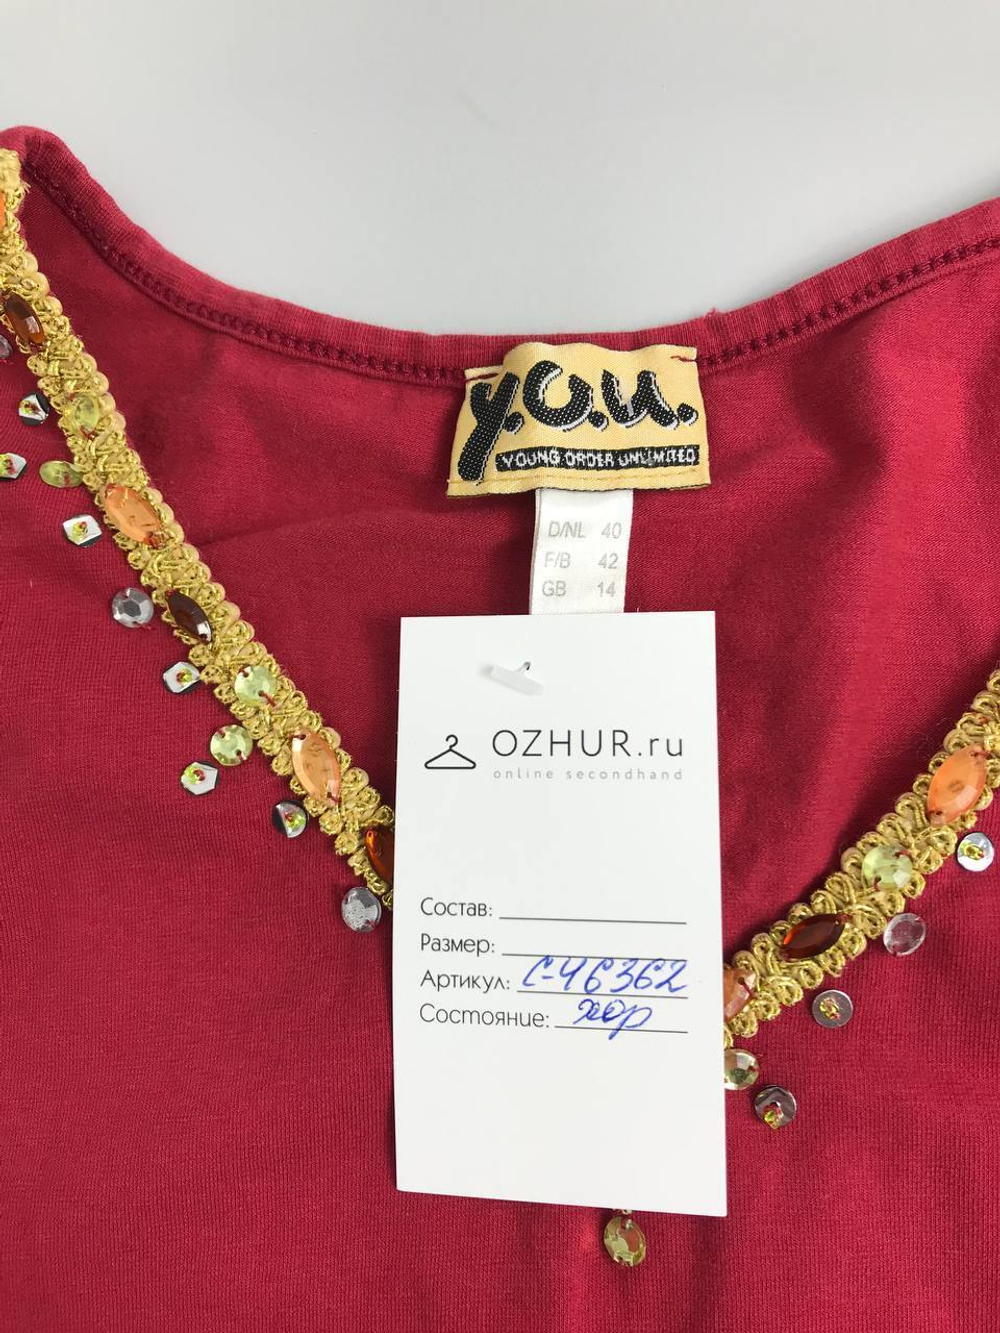 y.o.u.
YOUNG ORDER UNLIMITED
D/NL 40
F/B 42
GB 14
OZHUR.ru
online secondhand
Состав:
Размер:
Артикул: С-46362
Состояние: хор